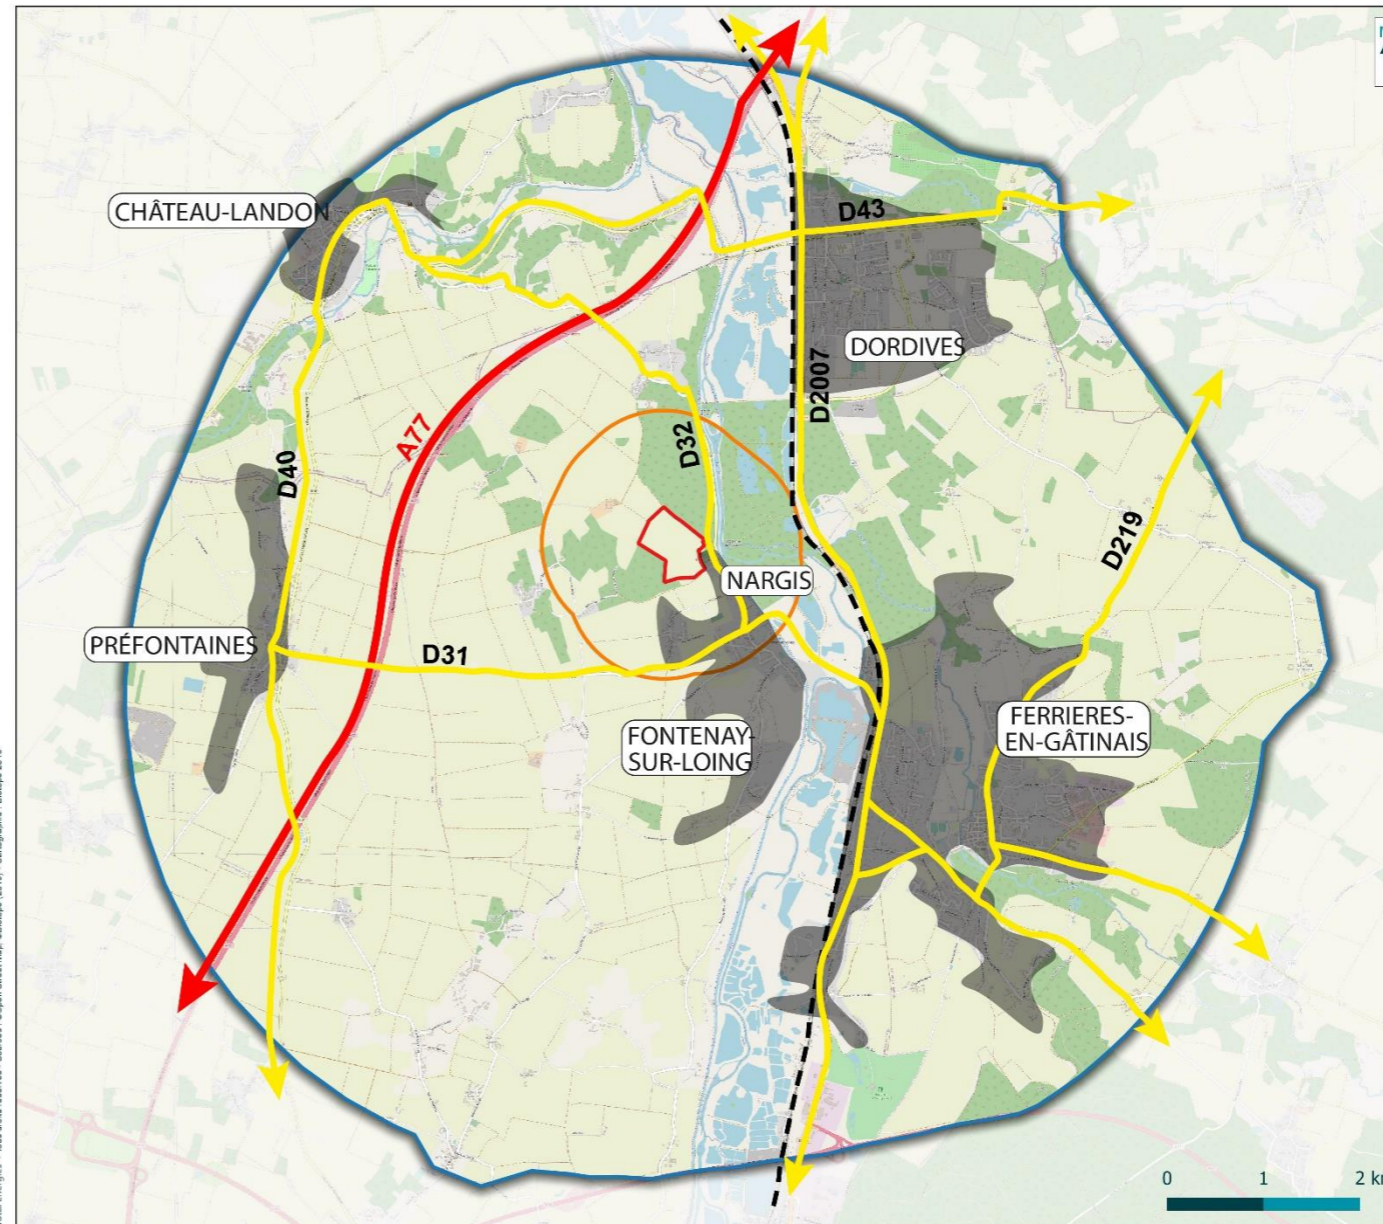 CHÂTEAU-LANDON
D43
DORDIVES
D2007
A77
D32
D40
D219
NARGIS
PRÉFONTAINES
D31
FERRIERES-
EN-GÂTINAIS
FONTENAY-
SUR-LOING
0 1 2 k